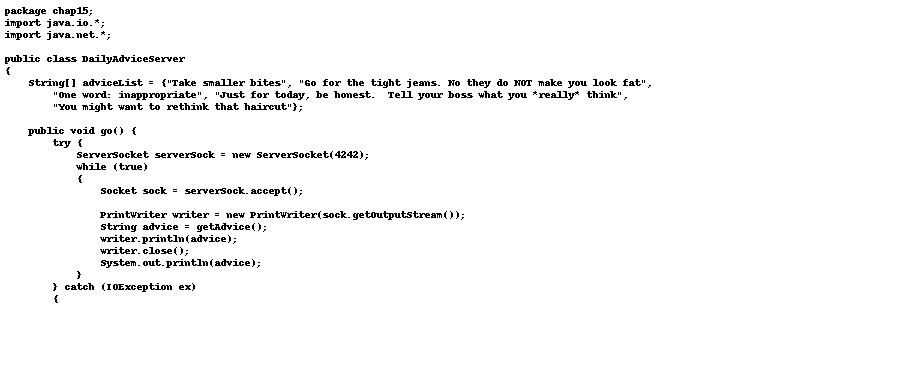 package chap15;
import java.io.*;
import java.net.*;

public class DailyAdviceServer
{
    String[] adviceList = {"Take smaller bites", "Go for the tight jeans. No they do NOT make you look fat",
        "One word: inappropriate", "Just for today, be honest.  Tell your boss what you *really* think",
        "You might want to rethink that haircut"};

    public void go() {
        try {
            ServerSocket serverSock = new ServerSocket(4242);
            while (true)
            {
                Socket sock = serverSock.accept();

                PrintWriter writer = new PrintWriter(sock.getOutputStream());
                String advice = getAdvice();
                writer.println(advice);
                writer.close();
                System.out.println(advice);
            }
        } catch (IOException ex)
        {